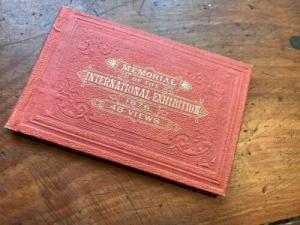 MEMORIAL
OF THE
INTERNATIONAL EXHIBITION
1876
48 VIEWS